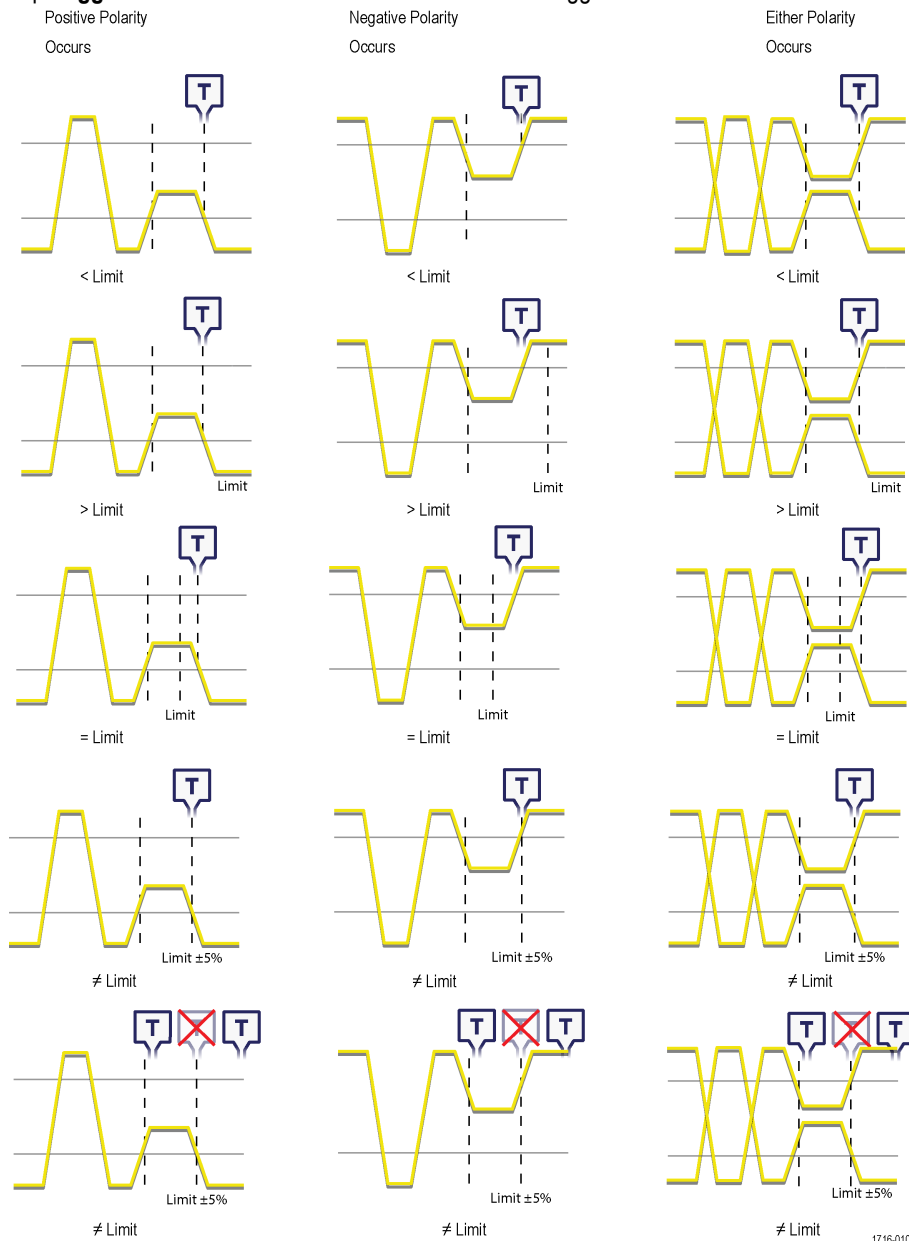 Positive Polarity Negative Polarity Either Polarity
Occurs Occurs Occurs
T T T
< Limit < Limit < Limit
T T T
Limit Limit Limit
> Limit > Limit > Limit
T T T
Limit Limit Limit
= Limit = Limit = Limit
T T T
Limit ±5% Limit ±5% Limit ±5%
≠ Limit ≠ Limit ≠ Limit
T T T T T T T T T
Limit ±5% Limit ±5% Limit ±5%
≠ Limit ≠ Limit ≠ Limit
1716-010